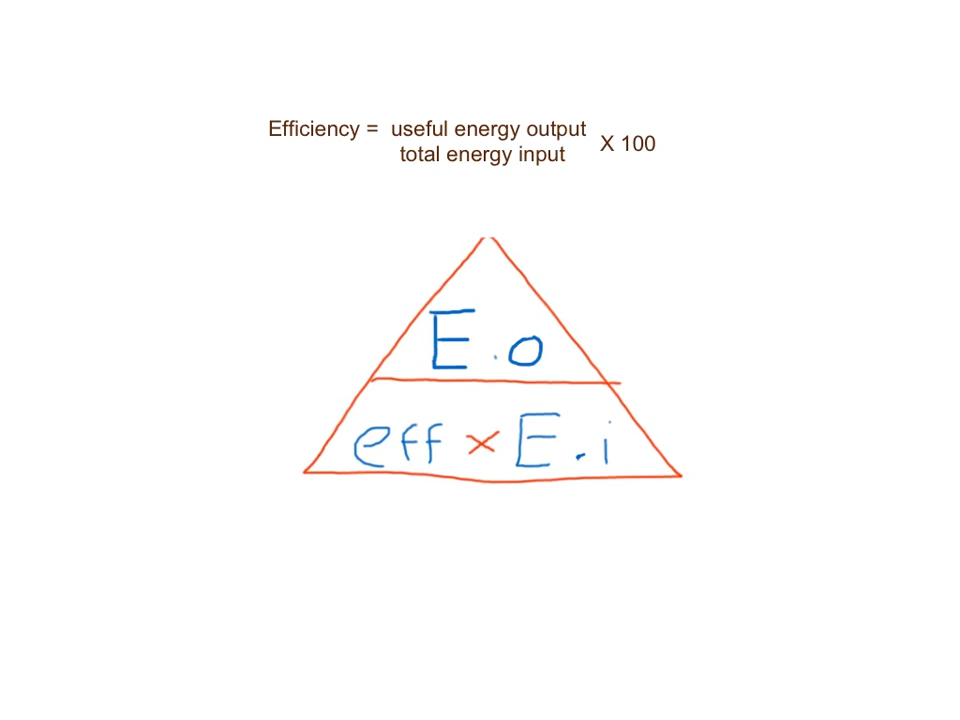 Efficiency = useful energy output
total energy input
X 100
E.o
eff x E.i